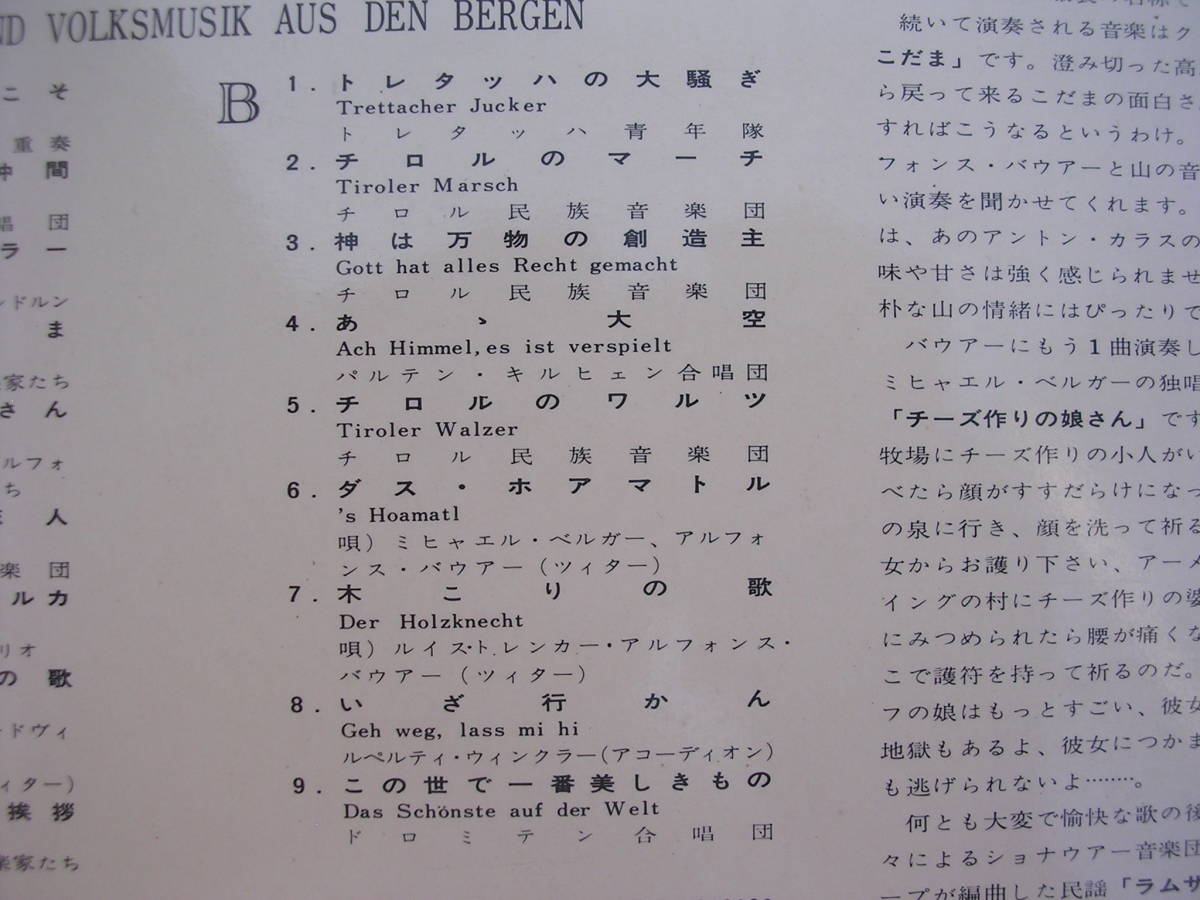 ND VOLKSMUSIK AUS DEN BERGEN
こそ
重奏
仲間
唱団
ラー
ンドルン
ま
家たち
さん
ルフォ
ち
人
楽団
ルカ
リオ
の歌
ードヴィ
ィター)
挨拶
楽家たち
B
1. トレタッハの大騒ぎ
Trettacher Jucker
トレタッハ青年隊
2. チロルのマーチ
Tiroler Marsch
チロル民族音楽団
3. 神は万物の創造主
Gott hat alles Recht gemacht
チロル民族音楽団
4. あゝ大空
Ach Himmel, es ist verspielt
パルテン・キルヒェン合唱団
5. チロルのワルツ
Tiroler Walzer
チロル民族音楽団
6. ダス・ホアマトル
's Hoamatl
唄) ミヒャエル・ベルガー、アルフォ
ンス・バウアー (ツィター)
7. 木こりの歌
Der Holzknecht
唄) ルイス・トレンカー・アルフォンス・
バウアー (ツィター)
8. いざ行かん
Geh weg, lass mi hi
ルペルティ・ウィンクラー(アコーディオン)
9. この世で一番美しきもの
Das Schönste auf der Welt
ドロミテン合唱団
続いて演奏される音楽はク
こだま」です。澄み切った高
ら戻って来るこだまの面白さ
すればこうなるというわけ。
フォンス・バウアーと山の音
い演奏を聞かせてくれます。
は、あのアントン・カラスの
味や甘さは強く感じられませ
朴な山の情緒にはぴったりで
バウアーにもう1曲演奏し
ミヒャエル・ベルガーの独唱
「チーズ作りの娘さん」です
牧場にチーズ作りの小人がい
べたら顔がすすだらけになっ
の泉に行き、顔を洗って祈る
女からお護り下さい、アーメ
イングの村にチーズ作りの婆
にみつめられたら腰が痛くな
こで護符を持って祈るのだ。
フの娘はもっとすごい、彼女
地獄もあるよ、彼女につかま
も逃げられないよ………。
何とも大変で愉快な歌の後
々によるショナウアー音楽団
ープが編曲した民謡「ラムザ